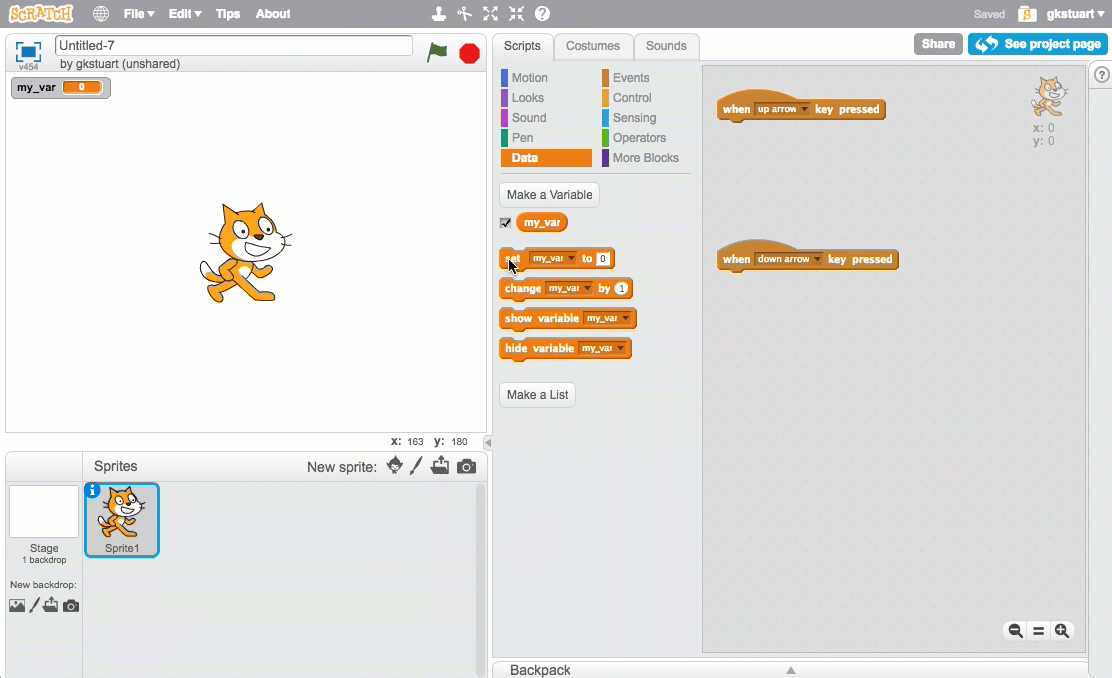 SCRATCH File Edit Tips About Saved S gkstuart
v454
Untitled-7
by gkstuart (unshared)
my_var 0
x: 163 y: 180
Sprites New sprite:
Stage
1 backdrop
New backdrop:
i
Sprite1
Scripts Costumes Sounds
Share See project page
Motion Events
Looks Control
Sound Sensing
Pen Operators
Data More Blocks
Make a Variable
my_var
set my_var to 0
change my_var by 1
show variable my_var
hide variable my_var
Make a List
when up arrow key pressed
when down arrow key pressed
x: 0
y: 0
Backpack